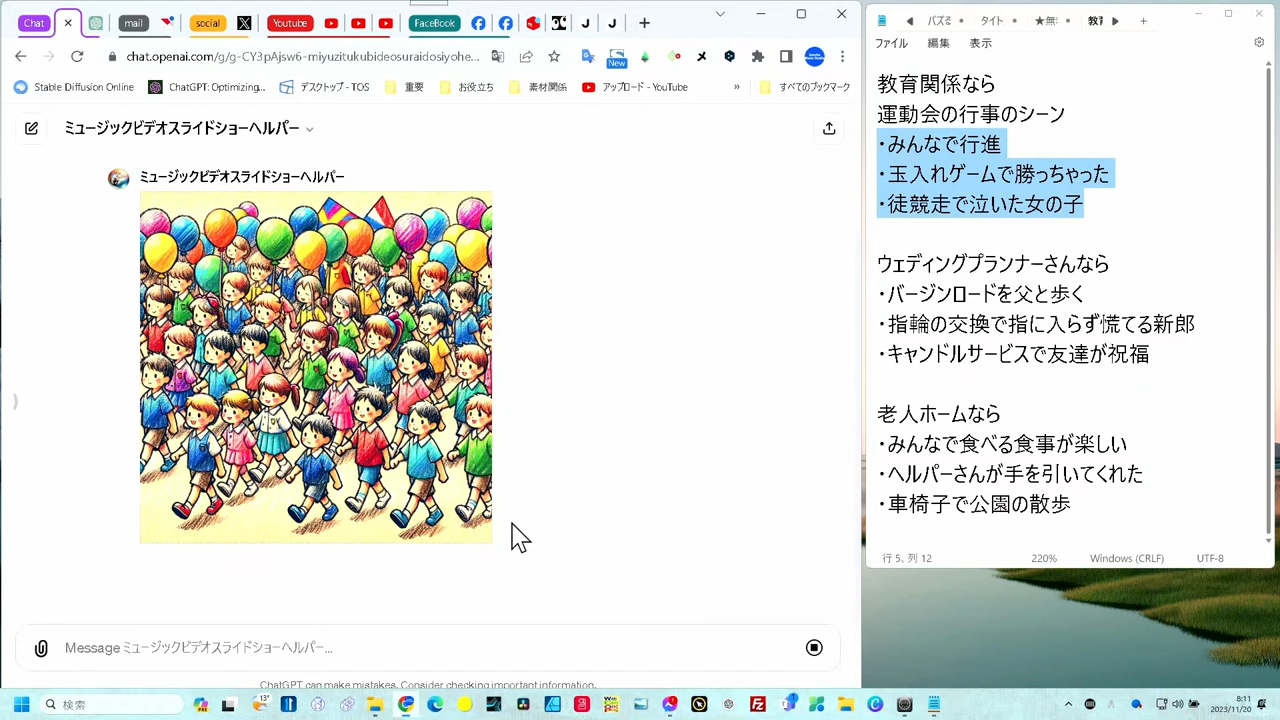 Chat
mail
social
Youtube
FaceBook
chat.openai.com/g/g-CY3pAjsw6-miyuzitukubideosuraidosiyohe...
New
Stable Diffusion Online
ChatGPT: Optimizing...
デスクトップ - TOS
重要
お役立ち
素材関係
アップロード - YouTube
»
すべてのブックマーク
ミュージックビデオスライドショーヘルパー
ミュージックビデオスライドショーヘルパー
Message ミュージックビデオスライドショーヘルパー...
ChatGPT can make mistakes. Consider checking important information.
バズる
タイト
★無!
教育
ファイル 編集 表示
教育関係なら
運動会の行事のシーン
・みんなで行進
・玉入れゲームで勝っちゃった
・徒競走で泣いた女の子
ウェディングプランナーさんなら
・バージンロードを父と歩く
・指輪の交換で指に入らず慌てる新郎
・キャンドルサービスで友達が祝福
老人ホームなら
・みんなで食べる食事が楽しい
・ヘルパーさんが手を引いてくれた
・車椅子で公園の散歩
行 5、列 12
220%
Windows (CRLF)
UTF-8
検索
13°
8:11
2023/11/20